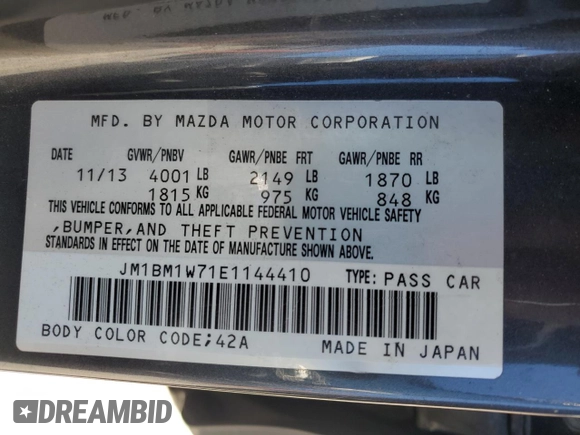 MFD. BY MAZDA MOTOR CORPORATION
DATE GVWR/PNBV GAWR/PNBE FRT GAWR/PNBE RR
11/13 4001 LB 2149 LB 1870 LB
1815 KG 975 KG 848 KG
THIS VEHICLE CONFORMS TO ALL APPLICABLE FEDERAL MOTOR VEHICLE SAFETY
,BUMPER,AND THEFT PREVENTION
STANDARDS IN EFFECT ON THE DATE OF MANUFACTURE SHOWN ABOVE.
JM1BM1W71E1144410 TYPE: PASS CAR
BODY COLOR CODE;42A MADE IN JAPAN
DREAMBID